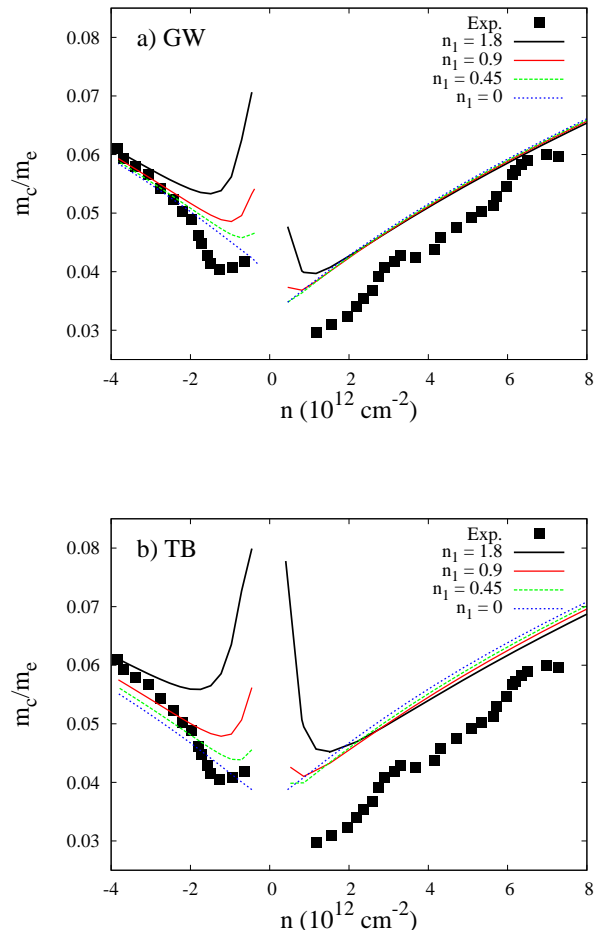 a) GW
Exp.
n1 = 1.8
n1 = 0.9
n1 = 0.45
n1 = 0
0.08
0.07
0.06
0.05
0.04
0.03
mc/me
-4 -2 0 2 4 6 8
n (10^12 cm^-2)
b) TB
Exp.
n1 = 1.8
n1 = 0.9
n1 = 0.45
n1 = 0
0.08
0.07
0.06
0.05
0.04
0.03
mc/me
-4 -2 0 2 4 6 8
n (10^12 cm^-2)